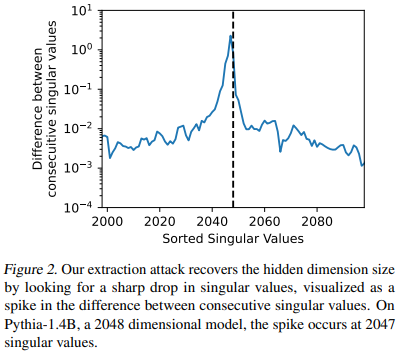 10¹
10⁰
10⁻¹
10⁻²
10⁻³
10⁻⁴
Difference between
consecultive singular values
2000 2020 2040 2060 2080
Sorted Singular Values
Figure 2. Our extraction attack recovers the hidden dimension size
by looking for a sharp drop in singular values, visualized as a
spike in the difference between consecutive singular values. On
Pythia-1.4B, a 2048 dimensional model, the spike occurs at 2047
singular values.